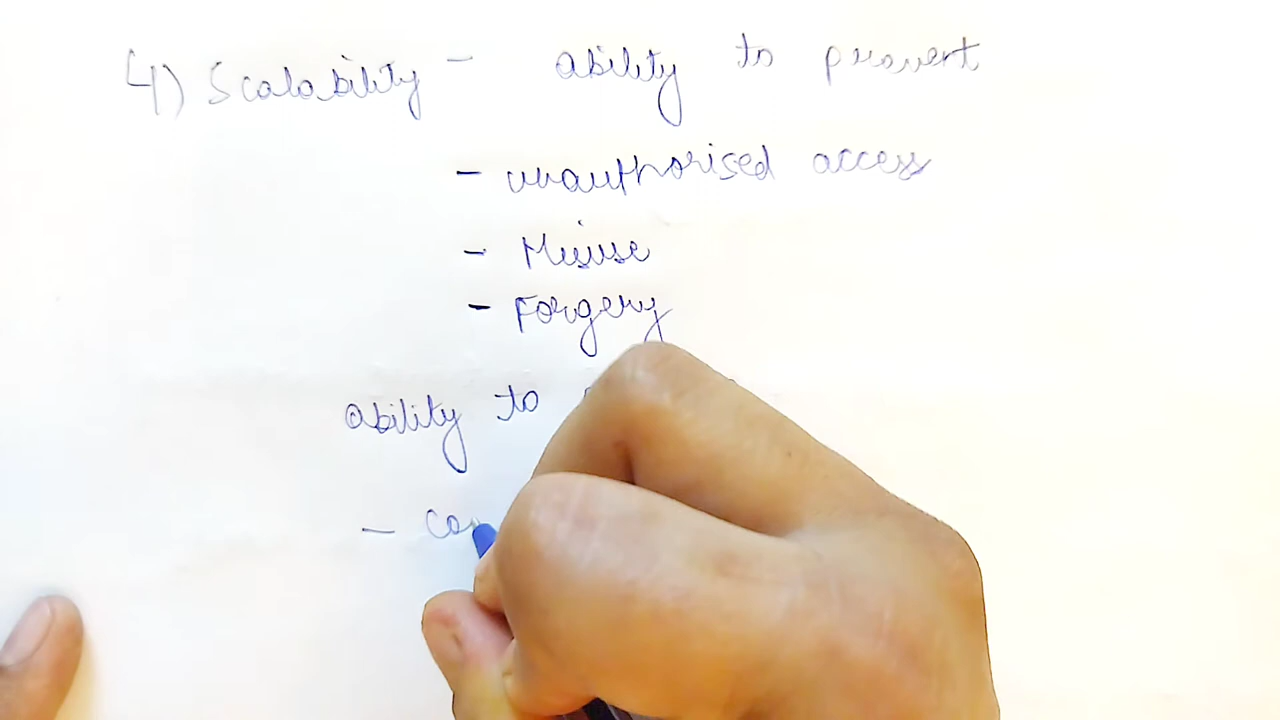 4) Scalability - ability to prevent
- unauthorised access
- Misuse
- Forgery
ability to
-